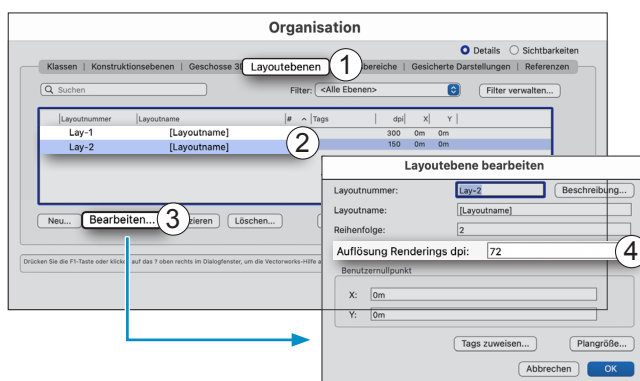 Organisation
Details Sichtbarkeiten
Klassen | Konstruktionsebenen | Geschosse 3D Layoutebenen 1 bereiche | Gesicherte Darstellungen | Referenzen
Suchen Filter: <Alle Ebenen> Filter verwalten...
Layoutnummer Layoutname # Tags dpi X Y
Lay-1 [Layoutname] 300 0m 0m
Lay-2 [Layoutname] 2 150 0m 0m
Neu... Bearbeiten... 3 zieren Löschen...
Drücken Sie die F1-Taste oder klicken auf das ? oben rechts im Dialogfenster, um die Vectorworks-Hilfe a
Layoutebene bearbeiten
Layoutnummer: Lay-2 Beschreibung...
Layoutname: [Layoutname]
Reihenfolge: 2
Auflösung Renderings dpi: 72 4
Benutzernullpunkt
X: 0m
Y: 0m
Tags zuweisen... Plangröße...
Abbrechen OK